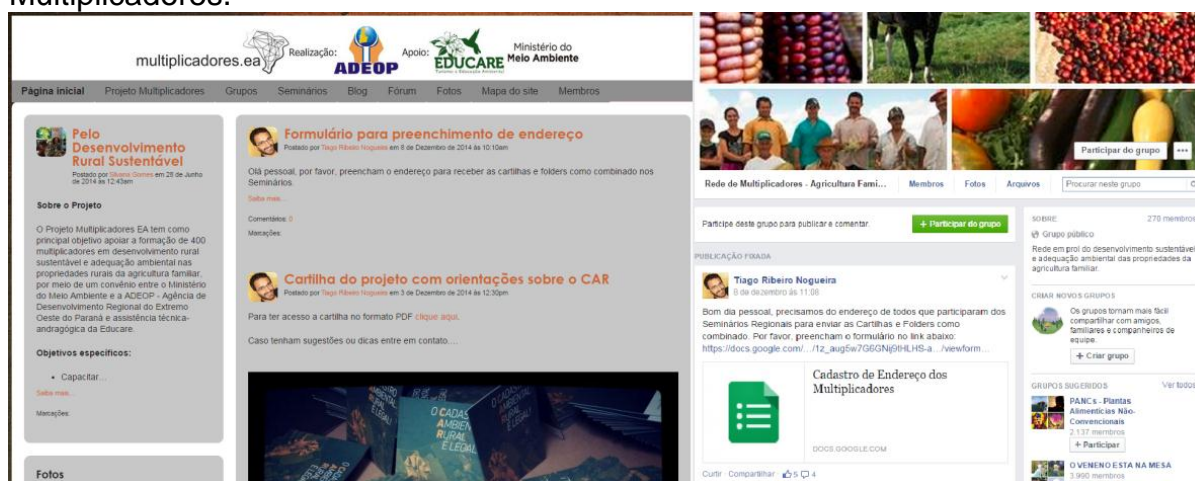 Multiplicadores.
multiplicadores.ea
Realização:
ADEOP
Apoio:
EDUCARE
Ministério do
Meio Ambiente
Página inicial Projeto Multiplicadores Grupos Seminários Blog Fórum Fotos Mapa do site Membros
Pelo
Desenvolvimento
Rural Sustentável
Postado por Silvana Gomes em 28 de Junho
de 2014 às 12:43am
Sobre o Projeto
O Projeto Multiplicadores EA tem como
principal objetivo apoiar a formação de 400
multiplicadores em desenvolvimento rural
sustentável e adequação ambiental nas
propriedades rurais da agricultura familiar,
por meio de um convênio entre o Ministério
do Meio Ambiente e a ADEOP - Agência de
Desenvolvimento Regional do Extremo
Oeste do Paraná e assistência técnica-
andragógica da Educare.
Objetivos específicos:
• Capacitar…
Saiba mais…
Marcações:
Fotos
Formulário para preenchimento de endereço
Postado por Tiago Ribeiro Nogueira em 8 de Dezembro de 2014 às 10:10am
Olá pessoal, por favor, preencham o endereço para receber as cartilhas e folders como combinado nos
Seminários.
Saiba mais…
Comentários: 0
Marcações:
Cartilha do projeto com orientações sobre o CAR
Postado por Tiago Ribeiro Nogueira em 3 de Dezembro de 2014 às 12:30pm
Para ter acesso a cartilha no formato PDF clique aqui.
Caso tenham sugestões ou dicas entre em contato....
O CADAS
AMBIEN
RURAL
É LEGAL
Participar do grupo
Rede de Multiplicadores - Agricultura Fami... Membros Fotos Arquivos Procurar neste grupo
Participe deste grupo para publicar e comentar.
+ Participar do grupo
PUBLICAÇÃO FIXADA
Tiago Ribeiro Nogueira
8 de dezembro às 11:08
Bom dia pessoal, precisamos do endereço de todos que participaram dos
Seminários Regionais para enviar as Cartilhas e Folders como
combinado. Por favor, preencham o formulário no link abaixo:
https://docs.google.com/.../1z_aug5w7G6GNij9tHLHS-a.../viewform...
Cadastro de Endereço dos
Multiplicadores
DOCS.GOOGLE.COM
Curtir · Compartilhar · 5 4
SOBRE 270 membros
Grupo público
Rede em prol do desenvolvimento sustentável
e adequação ambiental das propriedades da
agricultura familiar.
CRIAR NOVOS GRUPOS
Os grupos tornam mais fácil
compartilhar com amigos,
familiares e companheiros de
equipe.
+ Criar grupo
GRUPOS SUGERIDOS Ver todos
PANCs - Plantas
Alimentícias Não-
Convencionais
2.137 membros
+ Participar
O VENENO ESTA NA MESA
3.990 membros